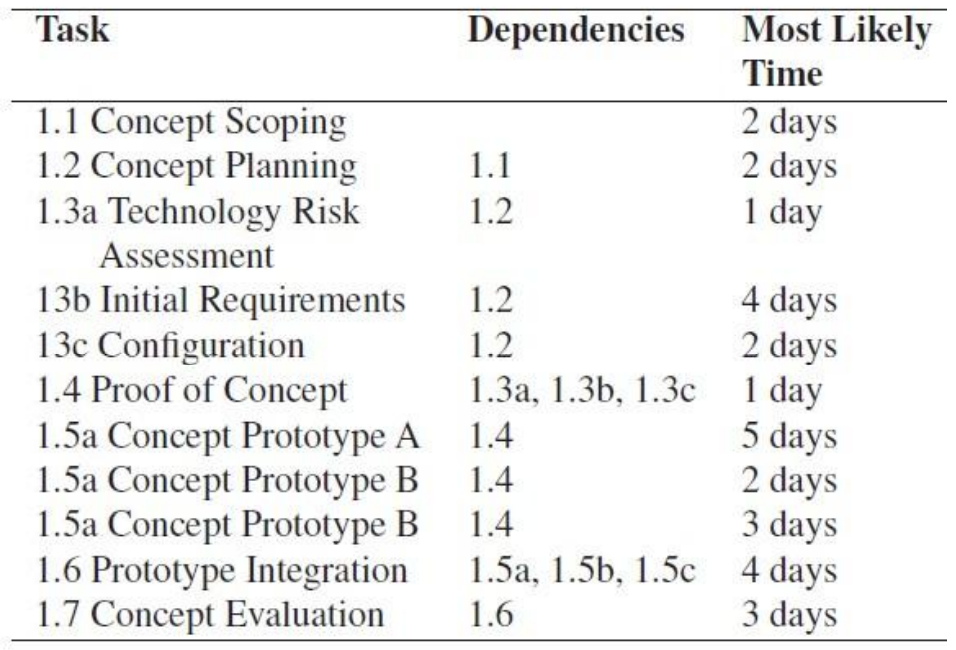 Task Dependencies Most Likely
Time
1.1 Concept Scoping 2 days
1.2 Concept Planning 1.1 2 days
1.3a Technology Risk 1.2 1 day
Assessment
13b Initial Requirements 1.2 4 days
13c Configuration 1.2 2 days
1.4 Proof of Concept 1.3a, 1.3b, 1.3c 1 day
1.5a Concept Prototype A 1.4 5 days
1.5a Concept Prototype B 1.4 2 days
1.5a Concept Prototype B 1.4 3 days
1.6 Prototype Integration 1.5a, 1.5b, 1.5c 4 days
1.7 Concept Evaluation 1.6 3 days